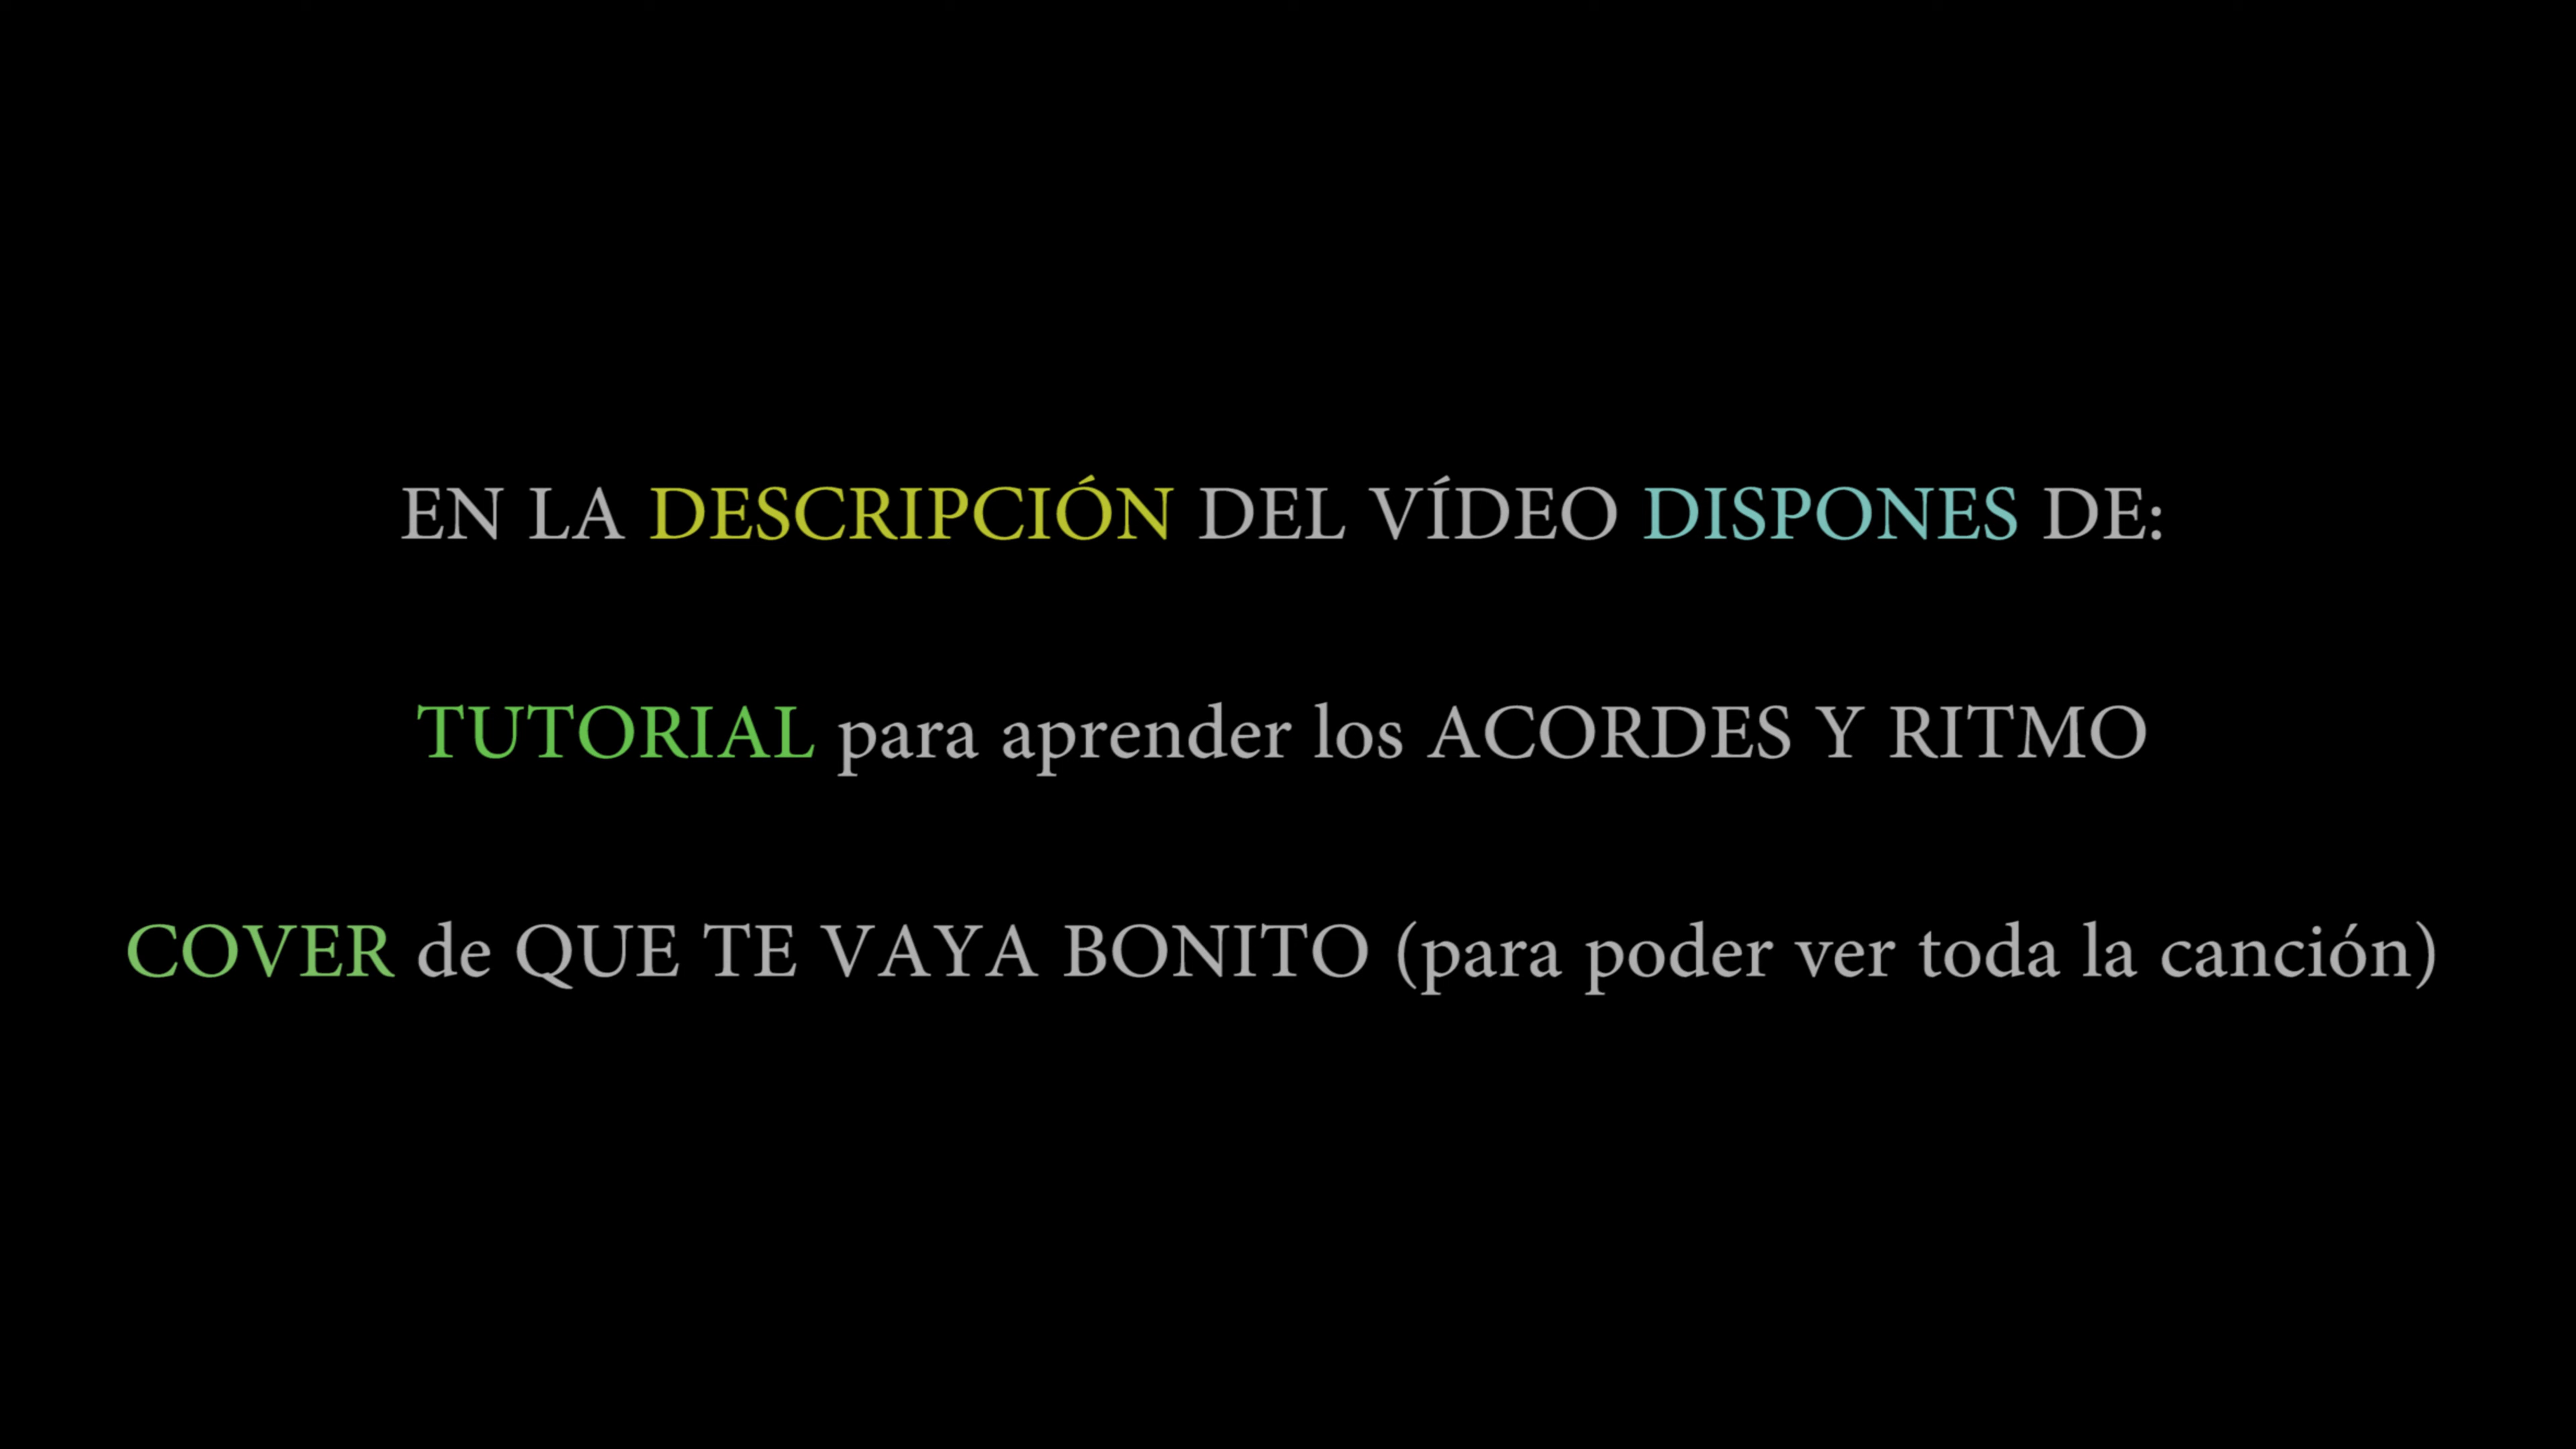 EN LA DESCRIPCIÓN DEL VÍDEO DISPONES DE:
TUTORIAL para aprender los ACORDES Y RITMO
COVER de QUE TE VAYA BONITO (para poder ver toda la canción)